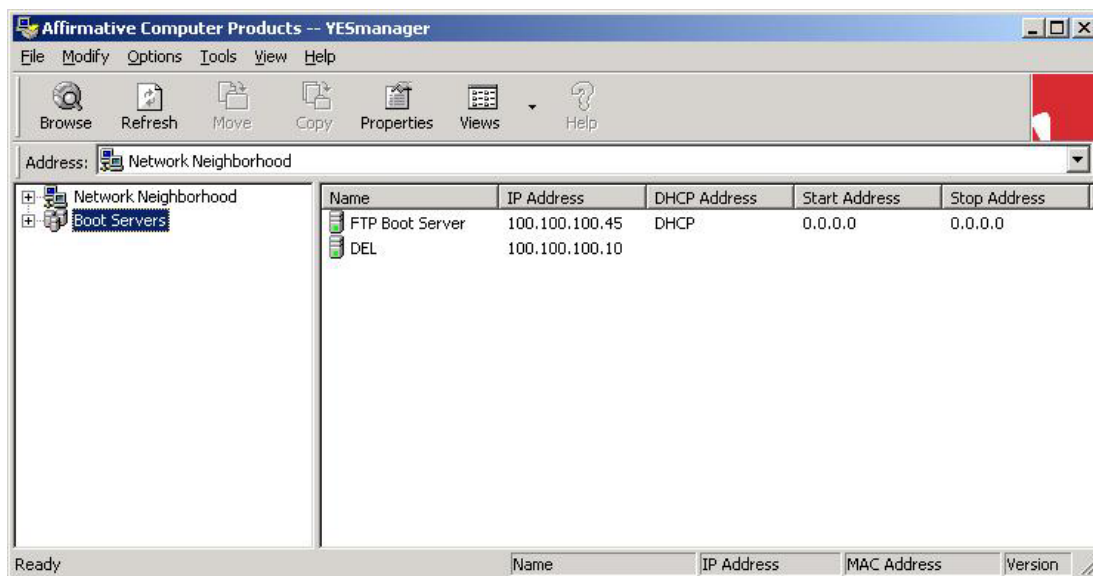 Affirmative Computer Products -- YESmanager
File Modify Options Tools View Help
Browse Refresh Move Copy Properties Views Help
Address: Network Neighborhood
Network Neighborhood
Boot Servers
Name IP Address DHCP Address Start Address Stop Address
FTP Boot Server 100.100.100.45 DHCP 0.0.0.0 0.0.0.0
DEL 100.100.100.10
Ready Name IP Address MAC Address Version